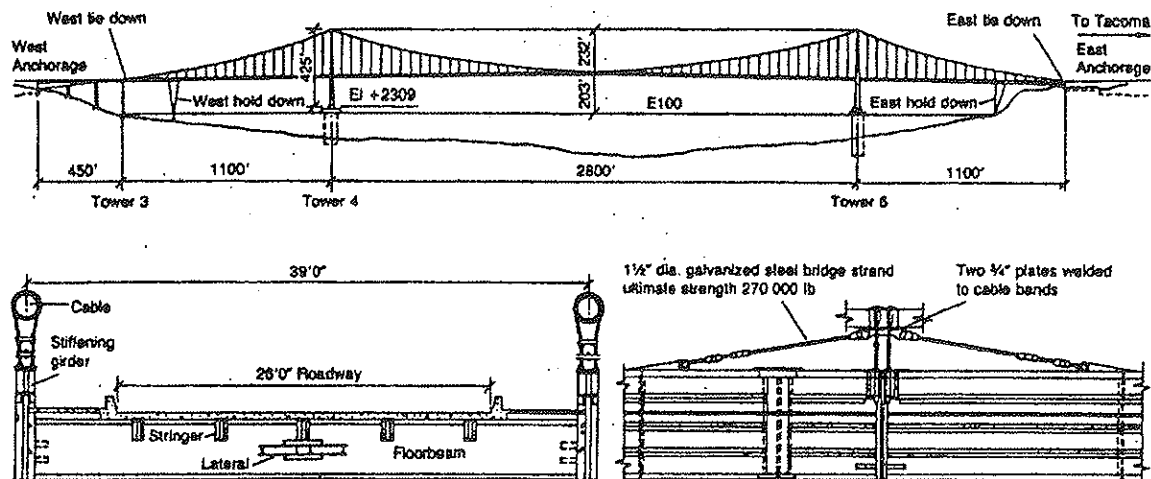 West tie down
East tie down
To Tacoma
West
Anchorage
East
Anchorage
425'
232'
203'
West hold down
El +2309
E100
East hold down
450'
1100'
2800'
1100'
Tower 3
Tower 4
Tower 5
39'0"
Cable
Stiffening
girder
26'0" Roadway
Stringer
Lateral
Floorbeam
1½" dia. galvanized steel bridge strand
ultimate strength 270 000 lb
Two ¾" plates welded
to cable bands